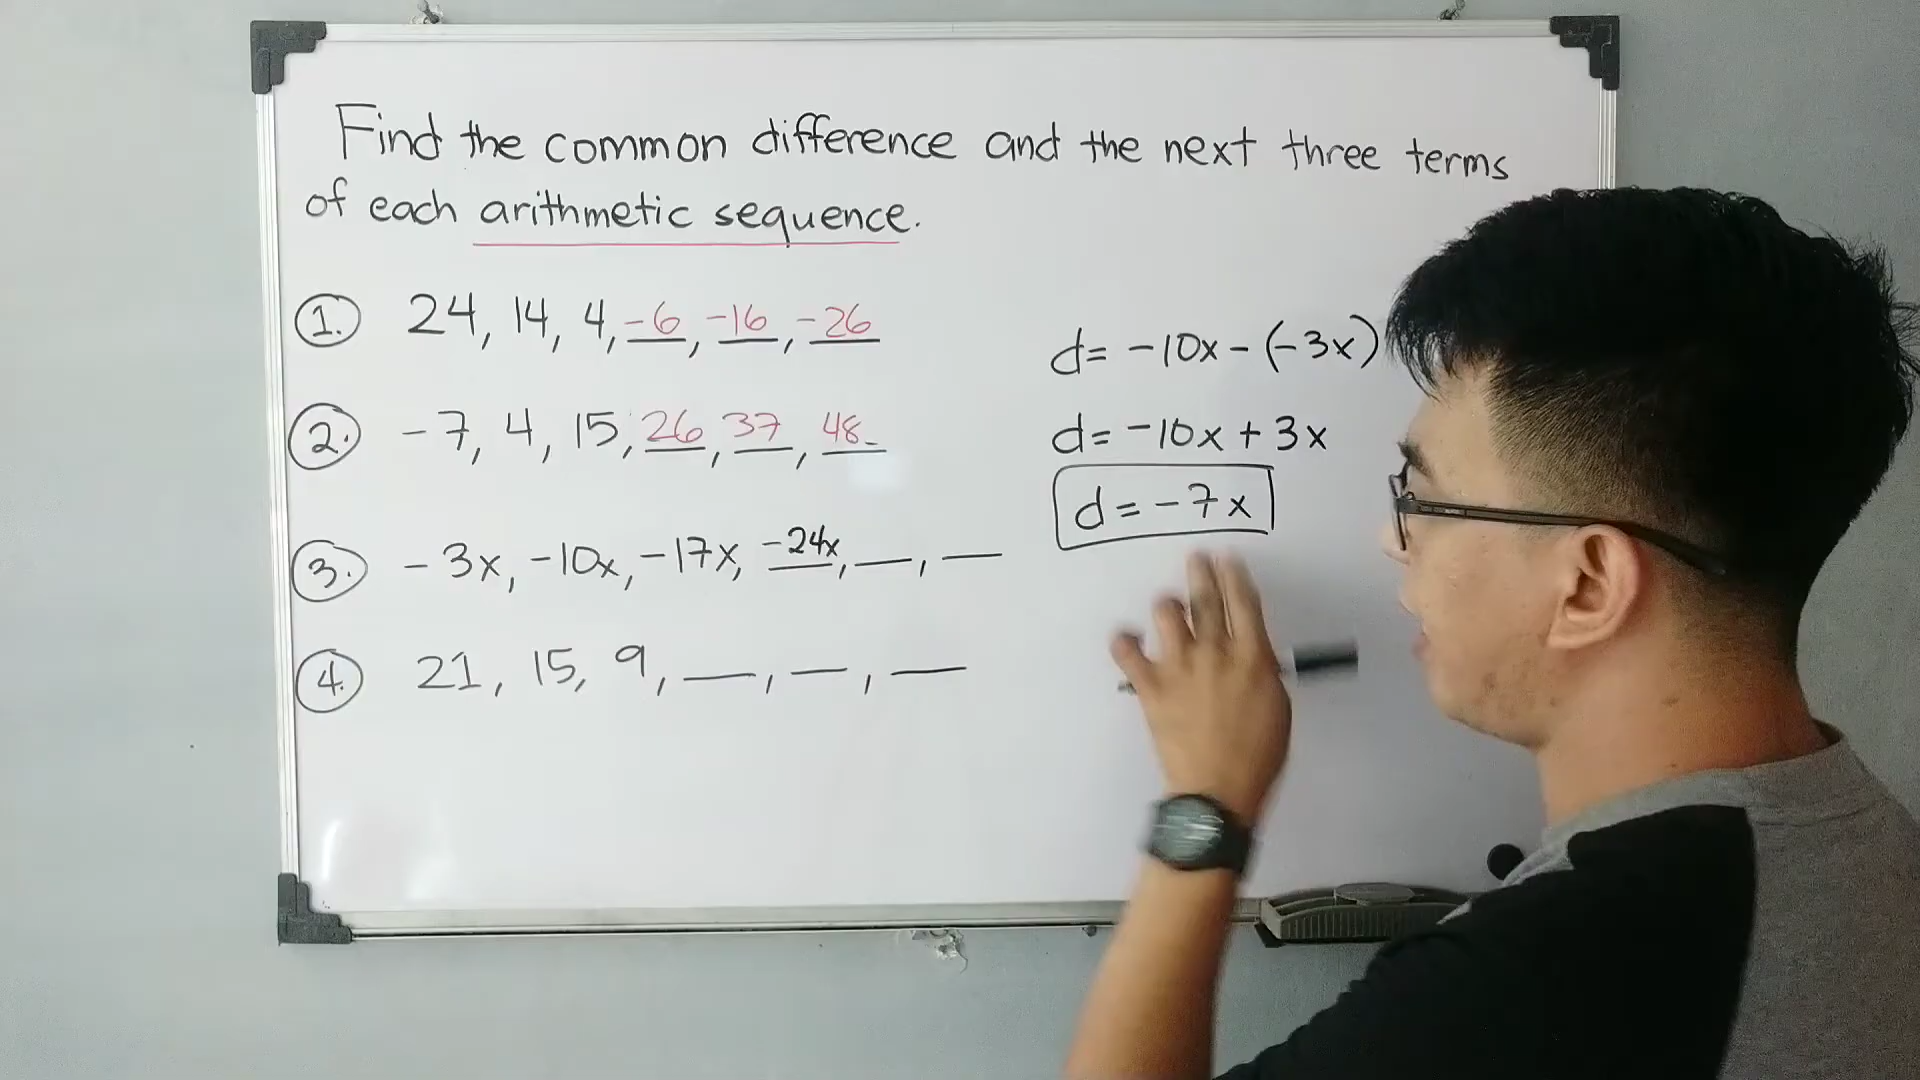 Find the common difference and the next three terms
of each arithmetic sequence.
1. 24, 14, 4, -6, -16, -26
2. -7, 4, 15, 26, 37, 48
3. -3x, -10x, -17x, -24x, __, __
4. 21, 15, 9, __, __, __
d= -10x - (-3x)
d= -10x + 3x
d = -7x